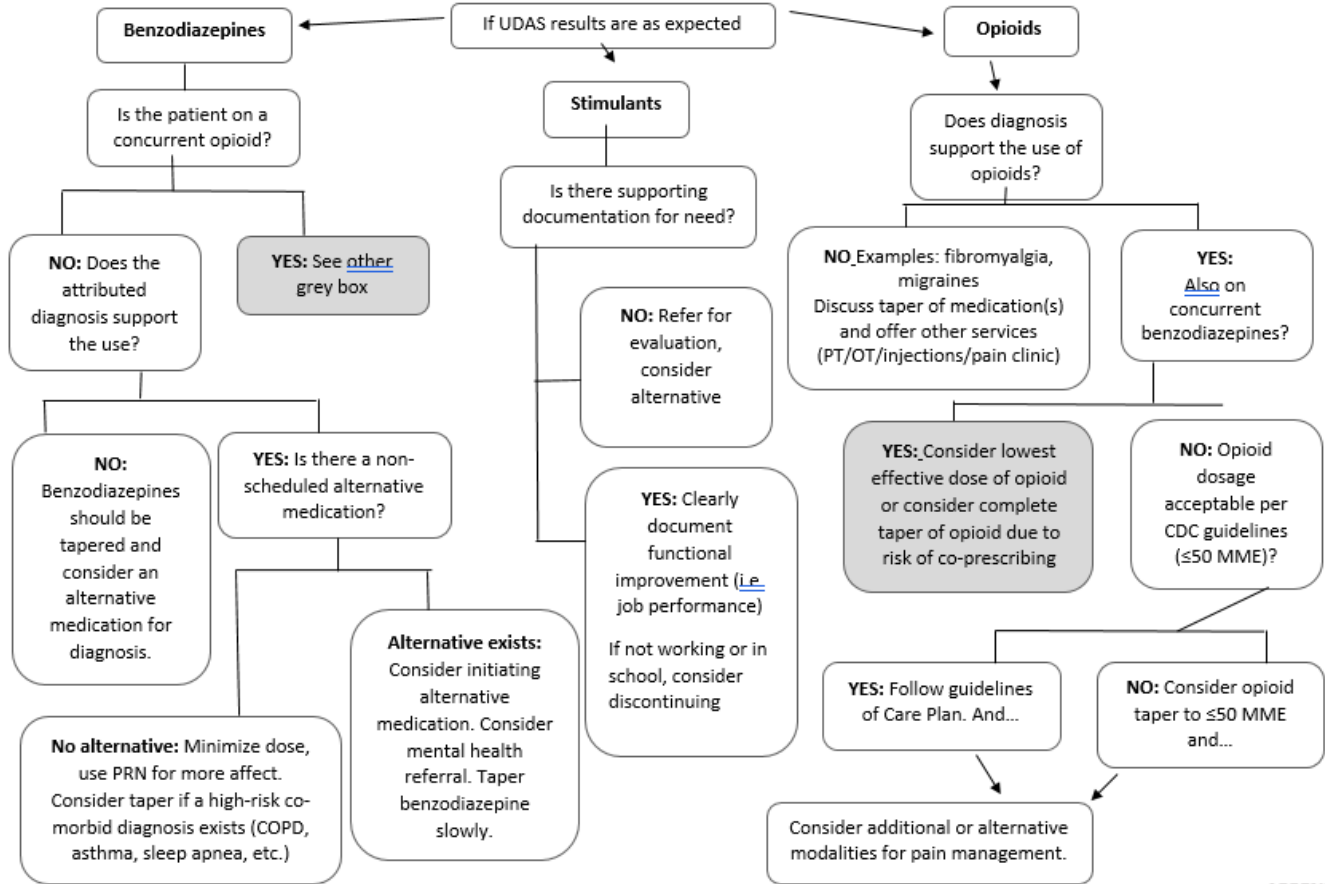 If UDAS results are as expected
Benzodiazepines
Is the patient on a
concurrent opioid?
NO: Does the
attributed
diagnosis support
the use?
YES: See other
grey box
NO:
Benzodiazepines
should be
tapered and
consider an
alternative
medication for
diagnosis.
YES: Is there a non-
scheduled alternative
medication?
No alternative: Minimize dose,
use PRN for more affect.
Consider taper if a high-risk co-
morbid diagnosis exists (COPD,
asthma, sleep apnea, etc.)
Alternative exists:
Consider initiating
alternative
medication. Consider
mental health
referral. Taper
benzodiazepine
slowly.
Stimulants
Is there supporting
documentation for need?
NO: Refer for
evaluation,
consider
alternative
YES: Clearly
document
functional
improvement (i.e.
job performance)
If not working or in
school, consider
discontinuing
Opioids
Does diagnosis
support the use of
opioids?
NO Examples: fibromyalgia,
migraines
Discuss taper of medication(s)
and offer other services
(PT/OT/injections/pain clinic)
YES:
Also on
concurrent
benzodiazepines?
YES: Consider lowest
effective dose of opioid
or consider complete
taper of opioid due to
risk of co-prescribing
NO: Opioid
dosage
acceptable per
CDC guidelines
(≤50 MME)?
YES: Follow guidelines
of Care Plan. And...
NO: Consider opioid
taper to ≤50 MME
and...
Consider additional or alternative
modalities for pain management.